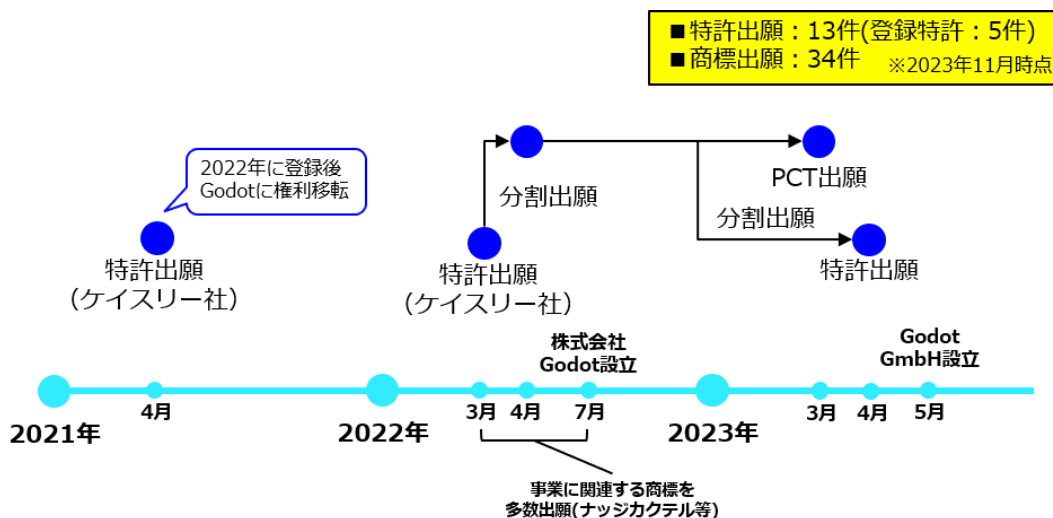 ■特許出願:13件(登録特許:5件)
■商標出願:34件 ※2023年11月時点
2022年に登録後
Godotに権利移転
特許出願
(ケイスリー社)
分割出願
特許出願
(ケイスリー社)
PCT出願
分割出願
特許出願
株式会社
Godot設立
Godot
GmbH設立
2021年
4月
2022年
3月
4月
7月
2023年
3月
4月
5月
事業に関連する商標を
多数出願(ナッジカクテル等)